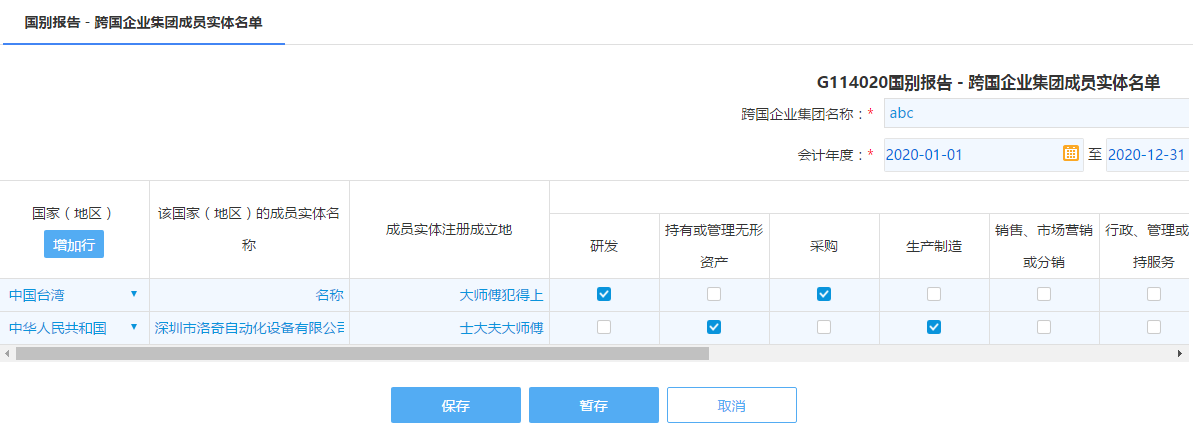 国别报告 - 跨国企业集团成员实体名单
G114020国别报告 - 跨国企业集团成员实体名单
跨国企业集团名称：* abc
会计年度：* 2020-01-01 至 2020-12-31
国家（地区）
增加行
该国家（地区）的成员实体名
称
成员实体注册成立地
研发
持有或管理无形
资产
采购
生产制造
销售、市场营销
或分销
行政、管理或
持服务
中国台湾 名称 大师傅犯得上
中华人民共和国 深圳市洛奇自动化设备有限公司 士大夫大师傅
保存 暂存 取消